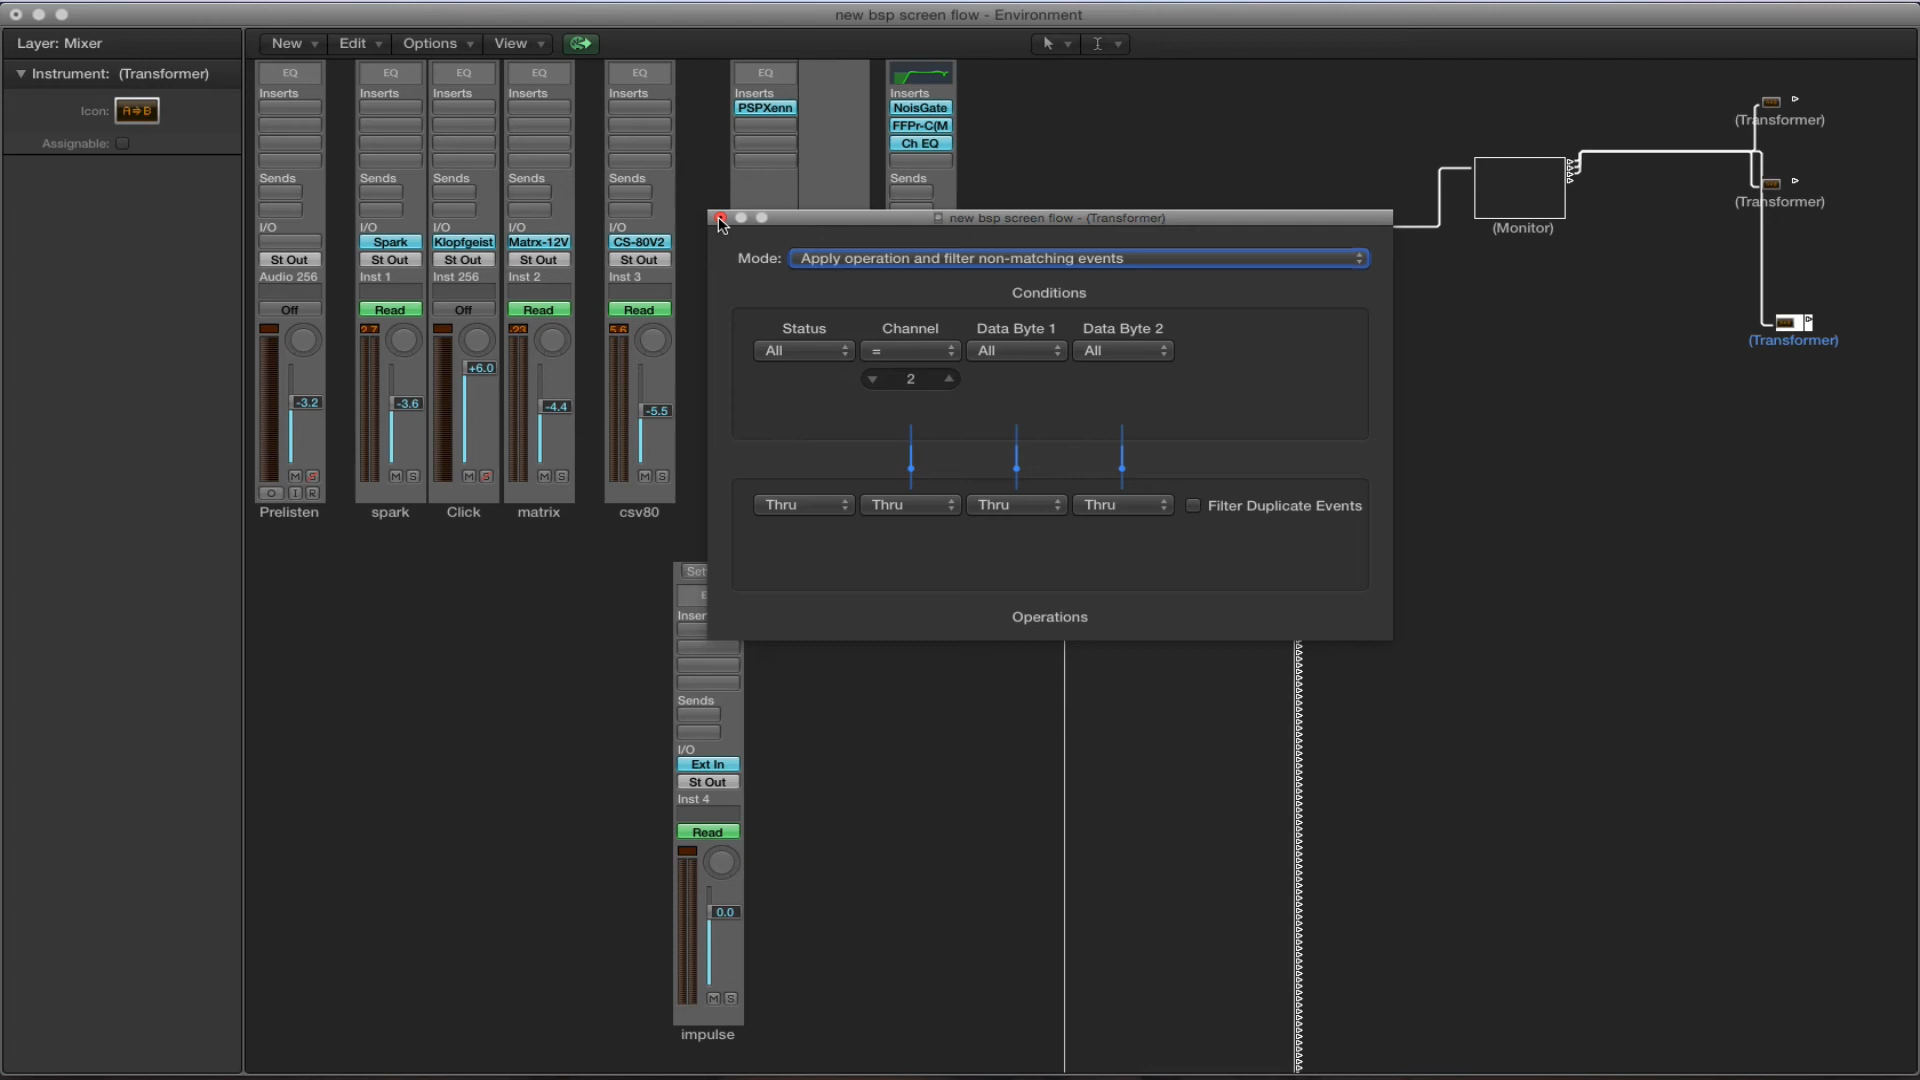 new bsp screen flow - Environment
Layer: Mixer
New Edit Options View
Instrument: (Transformer)
Icon: A⇒B
Assignable:
EQ EQ EQ EQ EQ EQ
Inserts Inserts Inserts Inserts Inserts Inserts
PSPXenn NoisGate
FFPr-C(M
Ch EQ
Sends Sends Sends Sends Sends Sends
I/O I/O I/O I/O I/O
Spark Klopfgeist Matrx-12V CS-80V2
St Out St Out St Out St Out St Out
Audio 256 Inst 1 Inst 256 Inst 2 Inst 3
Off Read Off Read Read
2.7 -23 5.6
-3.2 -3.6 +6.0 -4.4 -5.5
M S M S M S M S M S
O I R
Prelisten spark Click matrix csv80
new bsp screen flow - (Transformer)
Mode: Apply operation and filter non-matching events
Conditions
Status Channel Data Byte 1 Data Byte 2
All = All All
2
Thru Thru Thru Thru Filter Duplicate Events
Operations
(Monitor)
(Transformer)
(Transformer)
(Transformer)
Sends
I/O
Ext In
St Out
Inst 4
Read
0.0
M S
impulse